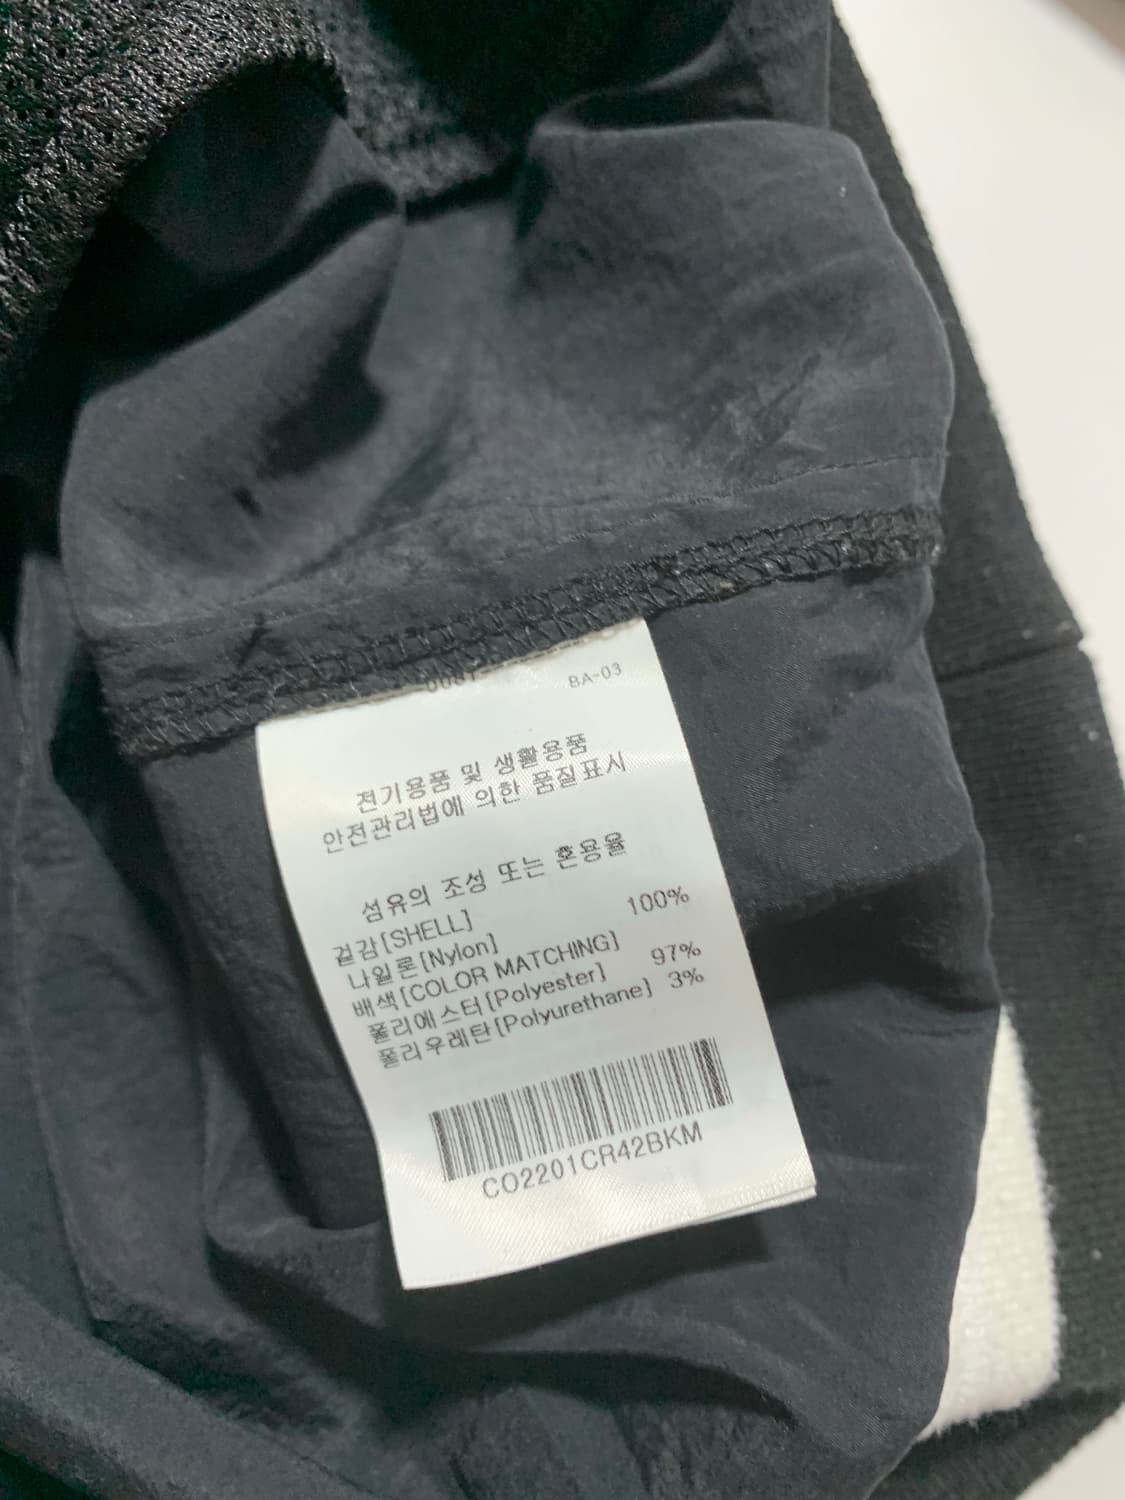 BA-03
전기용품 및 생활용품
안전관리법에 의한 품질표시
섬유의 조성 또는 혼용율
겉감[SHELL]
나일론[Nylon] 100%
배색[COLOR MATCHING]
폴리에스터[Polyester] 97%
폴리우레탄[Polyurethane] 3%
CO2201CR42BKM